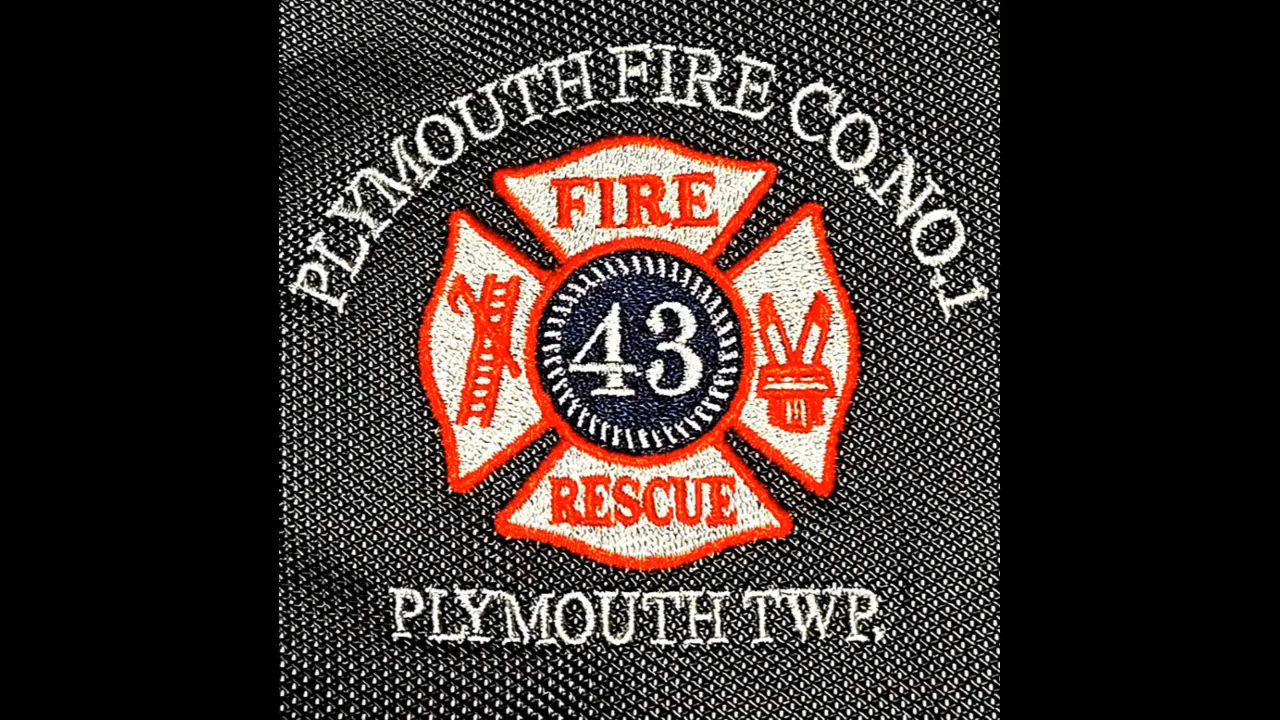 PLYMOUTH FIRE CO.NO.1
FIRE
43
RESCUE
PLYMOUTH TWP.